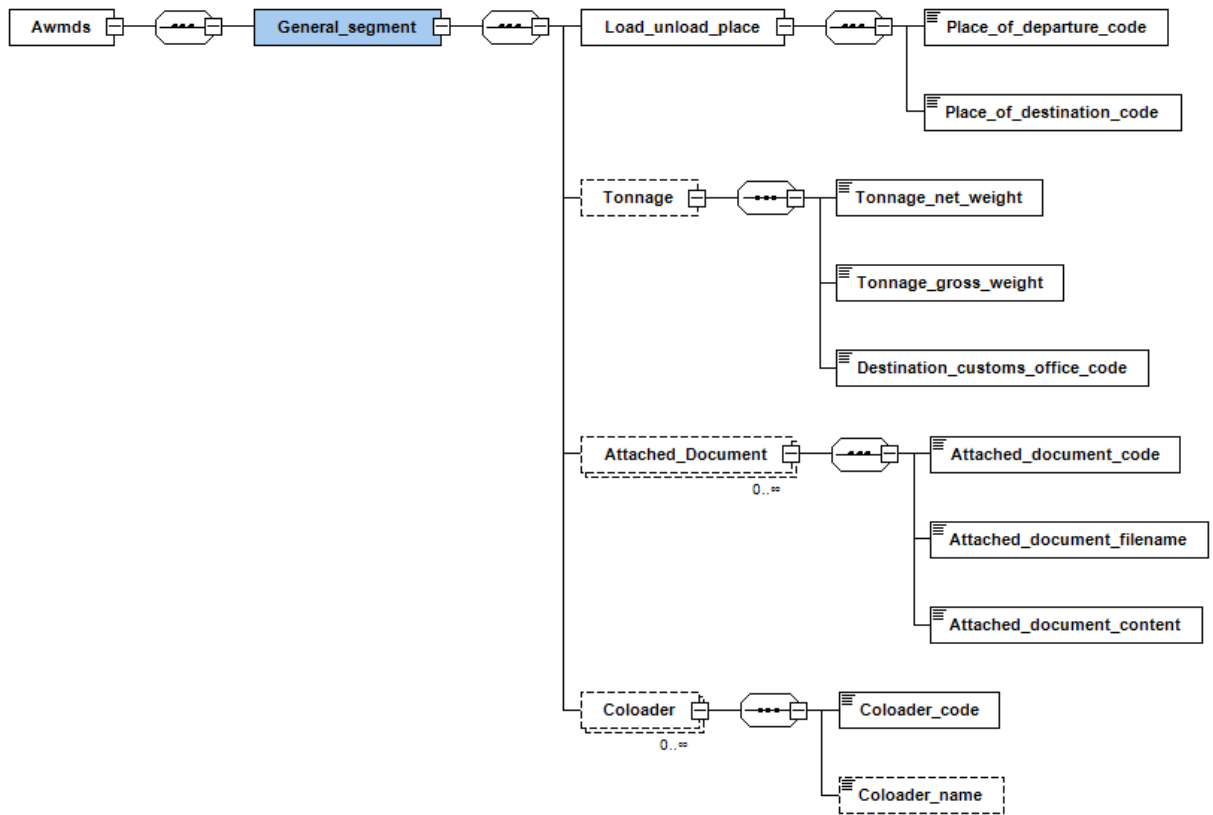 Awmds
General_segment
Load_unload_place
Place_of_departure_code
Place_of_destination_code
Tonnage
Tonnage_net_weight
Tonnage_gross_weight
Destination_customs_office_code
Attached_Document
0..∞
Attached_document_code
Attached_document_filename
Attached_document_content
Coloader
0..∞
Coloader_code
Coloader_name